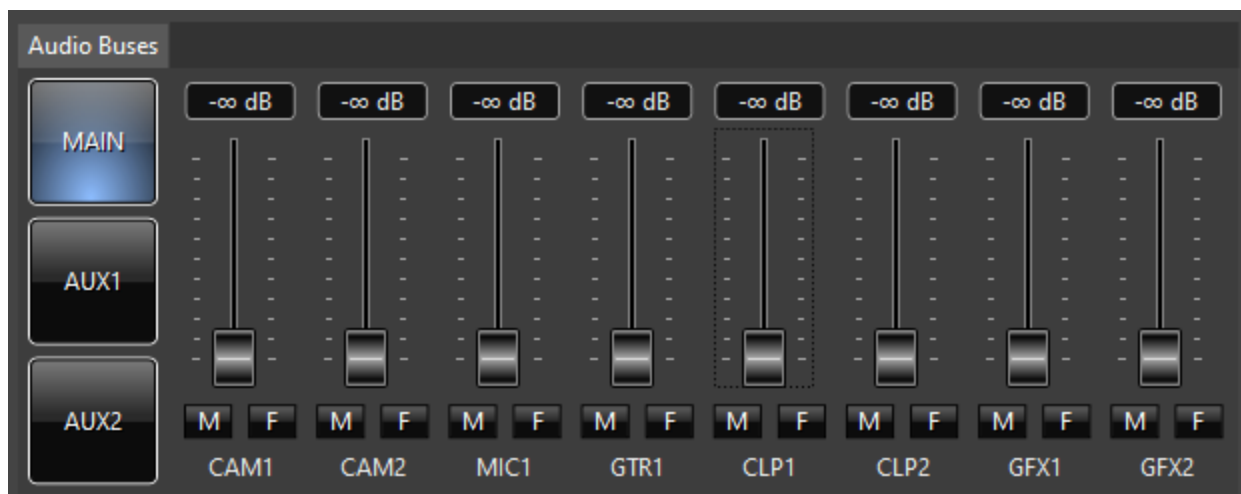 Audio Buses
MAIN
AUX1
AUX2
-∞ dB -∞ dB -∞ dB -∞ dB -∞ dB -∞ dB -∞ dB -∞ dB
M F M F M F M F M F M F M F M F
CAM1 CAM2 MIC1 GTR1 CLP1 CLP2 GFX1 GFX2